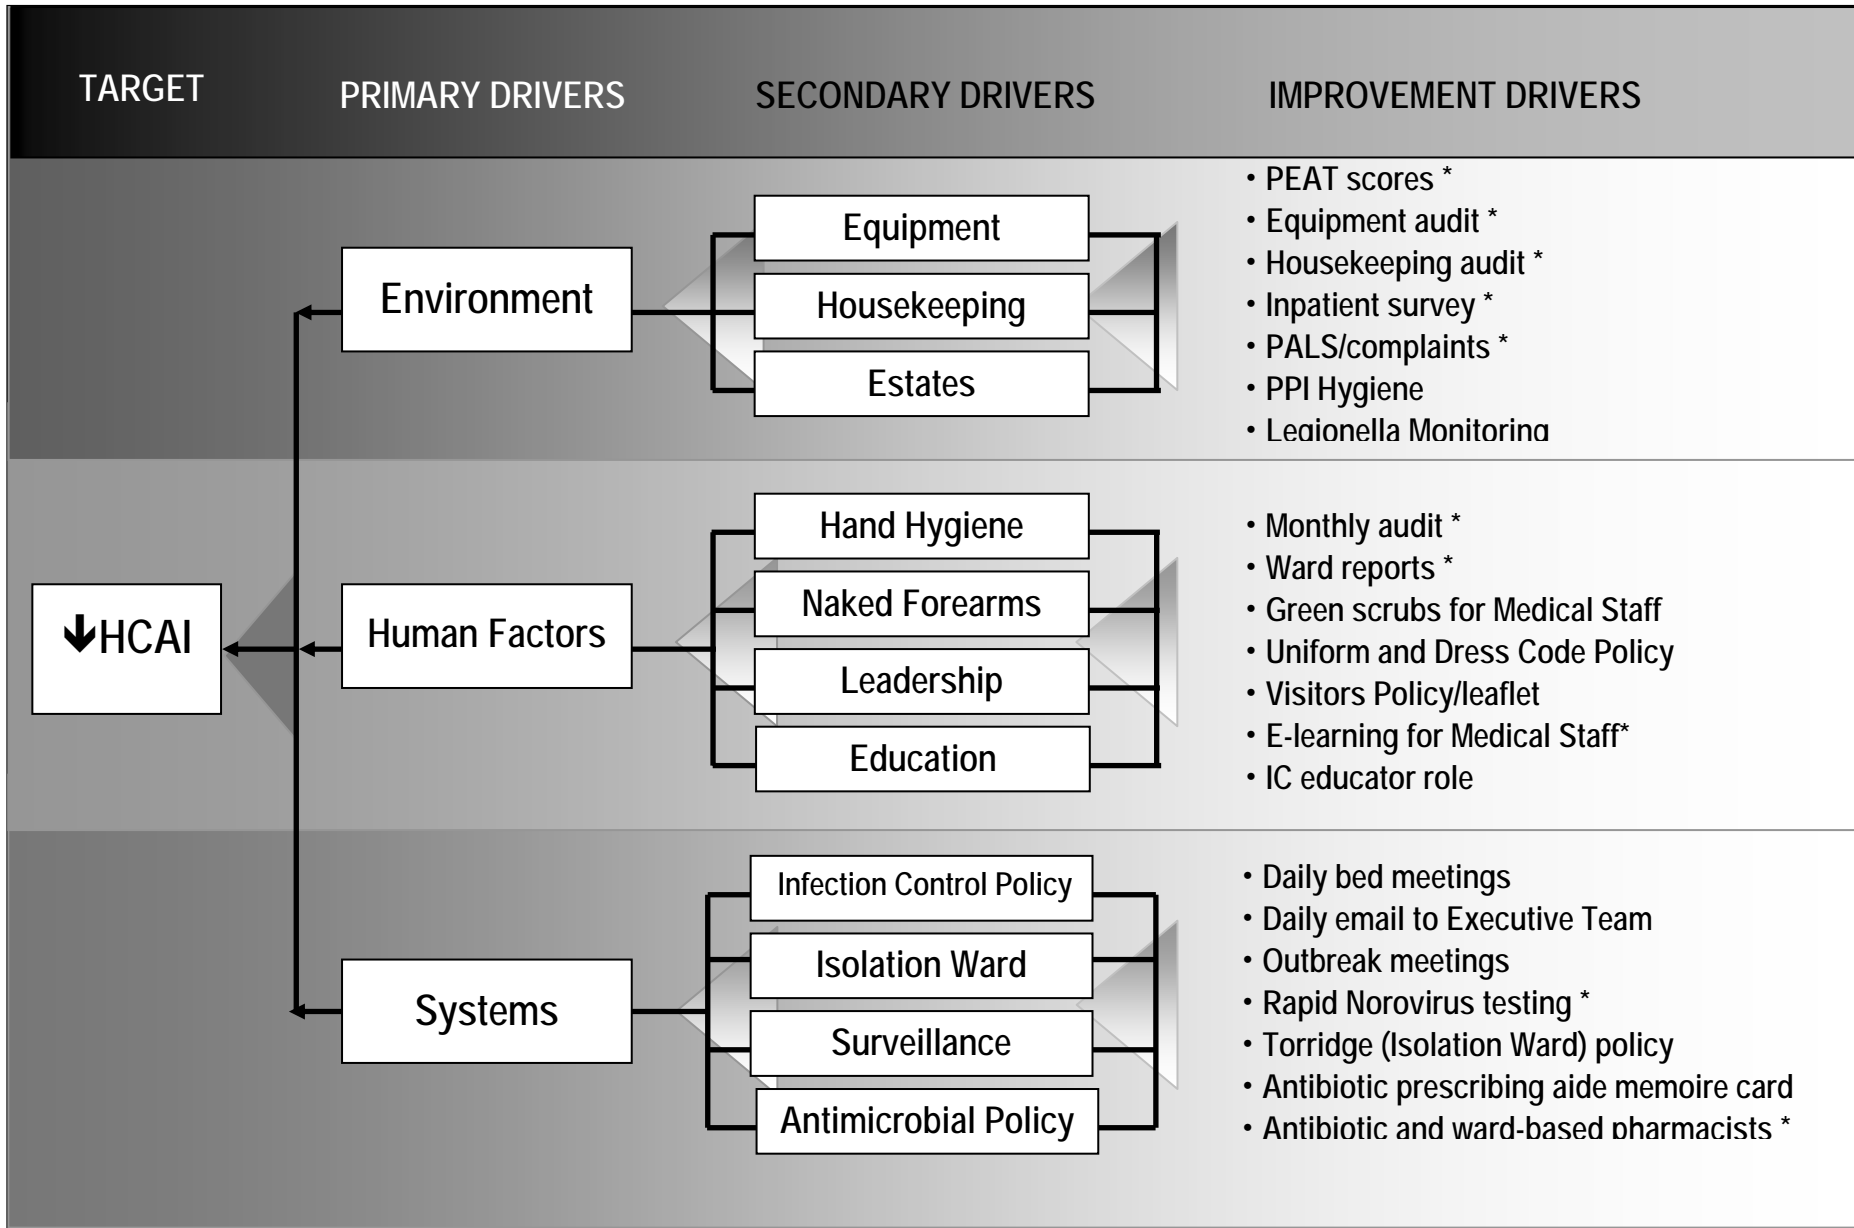 TARGET
PRIMARY DRIVERS
SECONDARY DRIVERS
IMPROVEMENT DRIVERS
Environment
Equipment
Housekeeping
Estates
• PEAT scores *
• Equipment audit *
• Housekeeping audit *
• Inpatient survey *
• PALS/complaints *
• PPI Hygiene
• Legionella Monitoring
🡻HCAI
Human Factors
Hand Hygiene
Naked Forearms
Leadership
Education
• Monthly audit *
• Ward reports *
• Green scrubs for Medical Staff
• Uniform and Dress Code Policy
• Visitors Policy/leaflet
• E-learning for Medical Staff*
• IC educator role
Systems
Infection Control Policy
Isolation Ward
Surveillance
Antimicrobial Policy
• Daily bed meetings
• Daily email to Executive Team
• Outbreak meetings
• Rapid Norovirus testing *
• Torridge (Isolation Ward) policy
• Antibiotic prescribing aide memoire card
• Antibiotic and ward-based pharmacists *